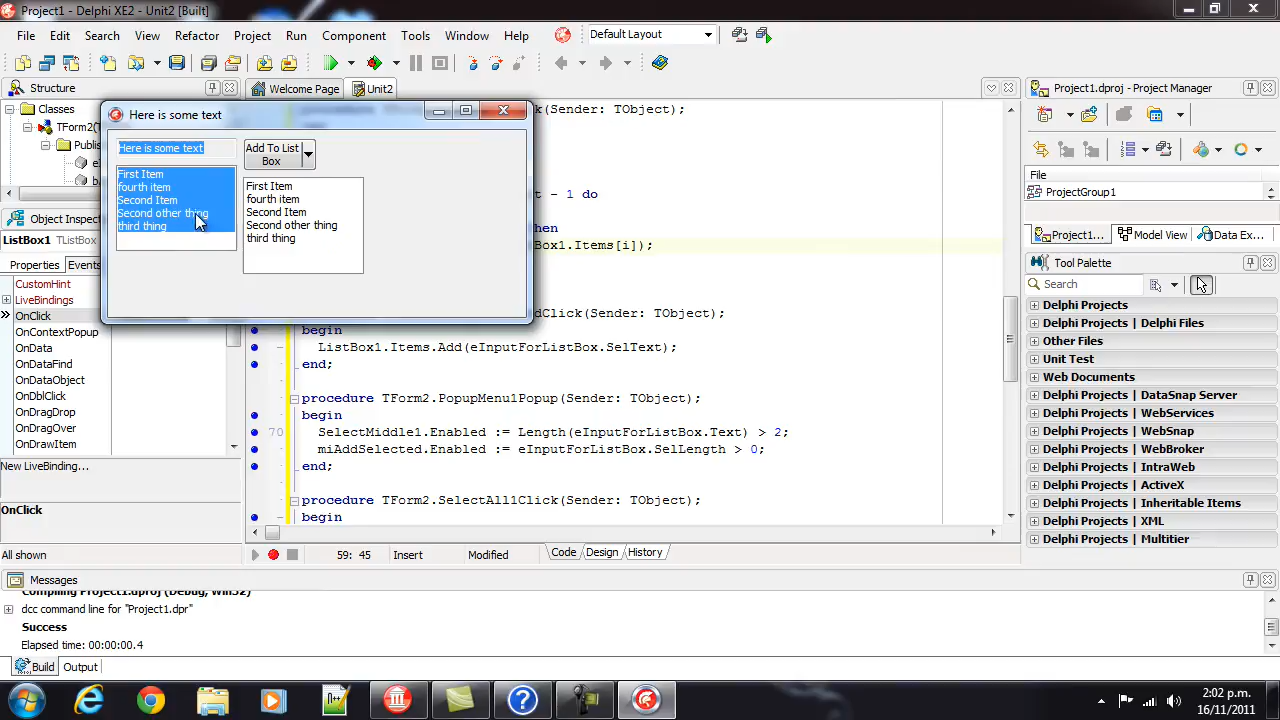 Project1 - Delphi XE2 - Unit2 [Built]
File Edit Search View Refactor Project Run Component Tools Window Help Default Layout
Structure
Welcome Page Unit2
Project1.dproj - Project Manager
Classes
TForm2(T
Publis
Here is some text
Here is some text
Add To List Box
First Item
fourth item
Second Item
Second other thing
third thing
First Item
fourth item
Second Item
Second other thing
third thing
Object Inspect
ListBox1 TListBox
Properties Events
CustomHint
LiveBindings
OnClick
OnContextPopup
OnData
OnDataFind
OnDataObject
OnDblClick
OnDragDrop
OnDragOver
OnDrawItem
New LiveBinding...
OnClick
All shown
k(Sender: TObject);
t - 1 do
hen
Box1.Items[i]);
dClick(Sender: TObject);
begin
ListBox1.Items.Add(eInputForListBox.SelText);
end;
procedure TForm2.PopupMenu1Popup(Sender: TObject);
begin
70 SelectMiddle1.Enabled := Length(eInputForListBox.Text) > 2;
miAddSelected.Enabled := eInputForListBox.SelLength > 0;
end;
procedure TForm2.SelectAll1Click(Sender: TObject);
begin
59: 45 Insert Modified Code Design History
File
ProjectGroup1
Project1... Model View Data Ex...
Tool Palette
Search
Delphi Projects
Delphi Projects | Delphi Files
Other Files
Unit Test
Web Documents
Delphi Projects | DataSnap Server
Delphi Projects | WebServices
Delphi Projects | WebSnap
Delphi Projects | WebBroker
Delphi Projects | IntraWeb
Delphi Projects | ActiveX
Delphi Projects | Inheritable Items
Delphi Projects | XML
Delphi Projects | Multitier
Messages
Compiling Project1.dproj (Debug, Win32)
dcc command line for "Project1.dpr"
Success
Elapsed time: 00:00:00.4
Build Output
2:02 p.m.
16/11/2011